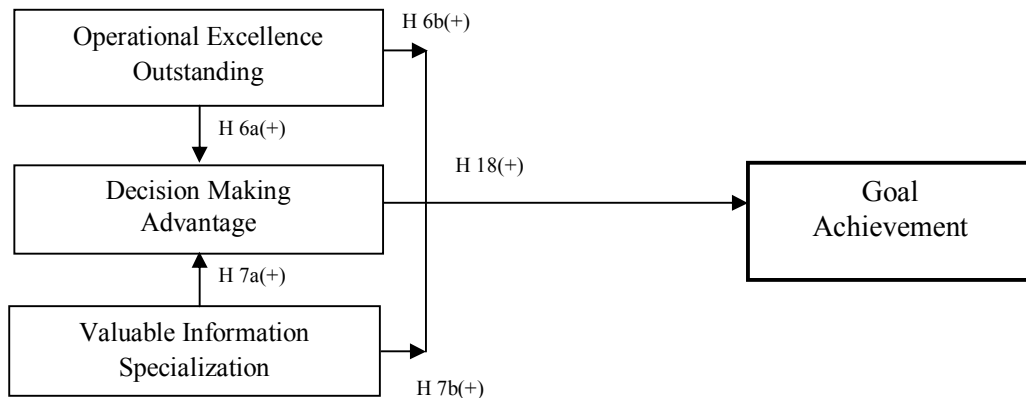 Operational Excellence
Outstanding
H 6b(+)
H 6a(+)
Decision Making
Advantage
H 18(+)
Goal
Achievement
H 7a(+)
Valuable Information
Specialization
H 7b(+)